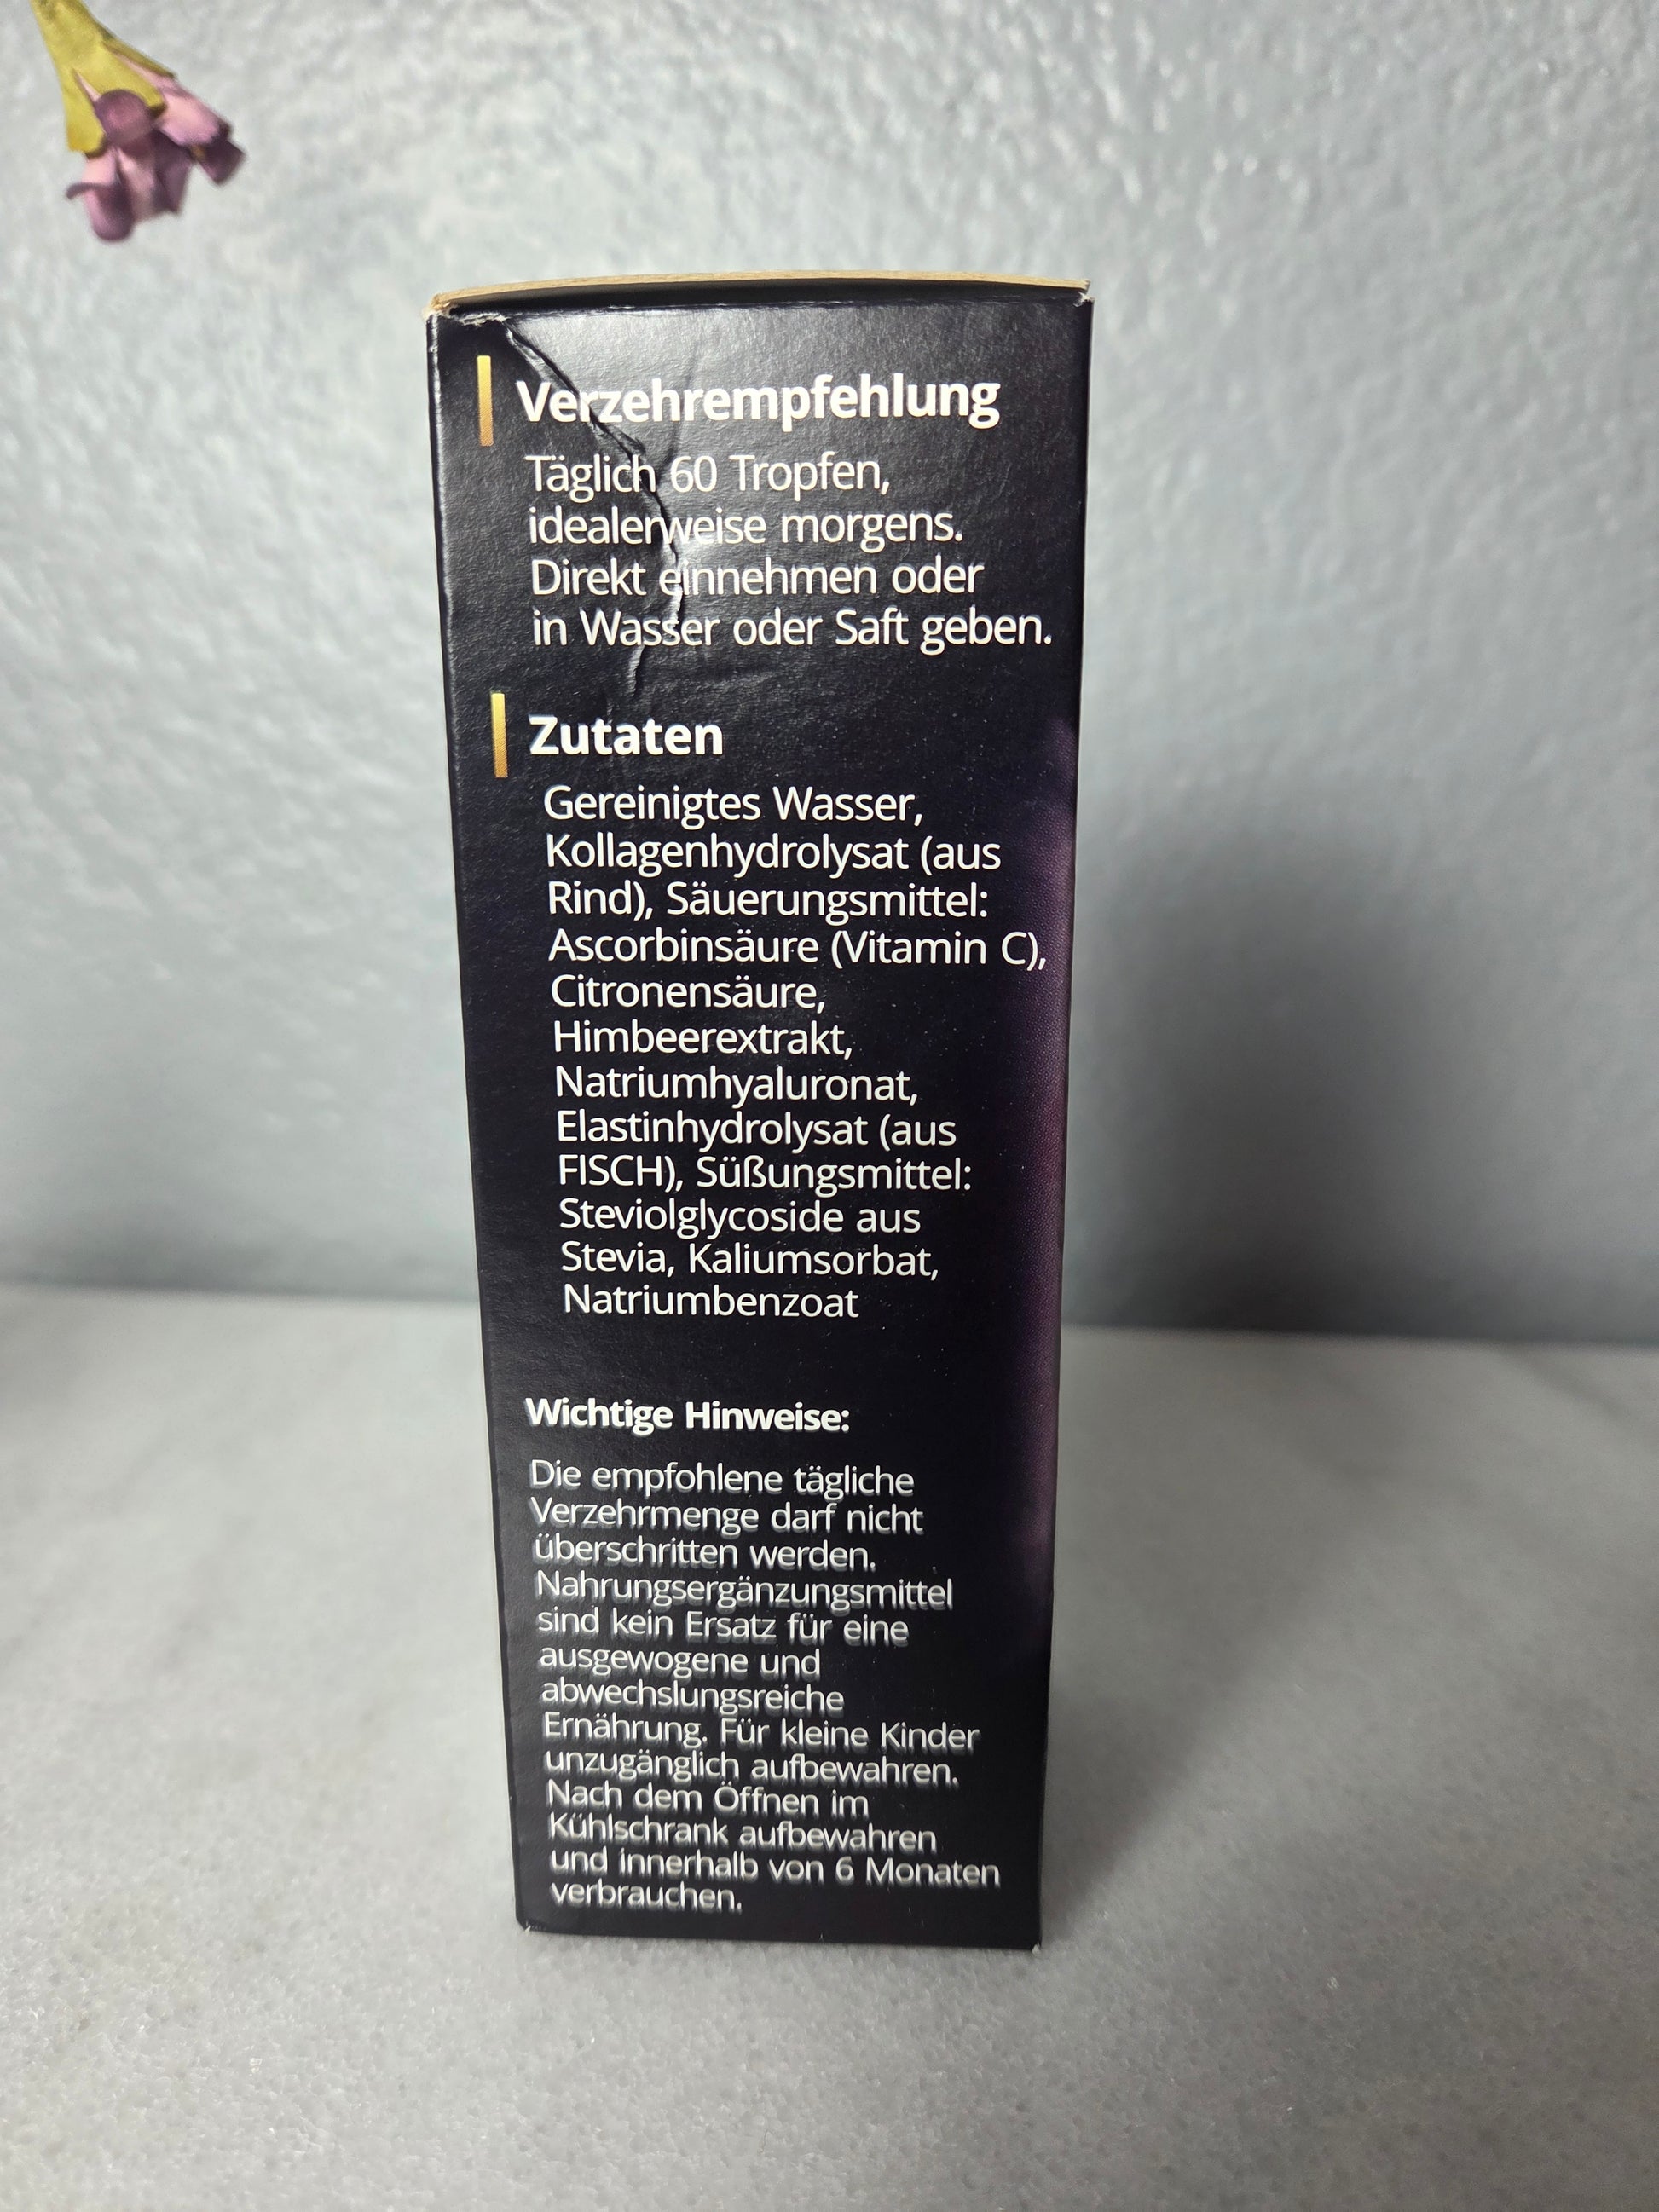 Verzehrempfehlung
Täglich 60 Tropfen,
idealerweise morgens.
Direkt einnehmen oder
in Wasser oder Saft geben.
Zutaten
Gereinigtes Wasser,
Kollagenhydrolysat (aus
Rind), Säuerungsmittel:
Ascorbinsäure (Vitamin C),
Citronensäure,
Himbeerextrakt,
Natriumhyaluronat,
Elastinhydrolysat (aus
FISCH), Süßungsmittel:
Steviolglycoside aus
Stevia, Kaliumsorbat,
Natriumbenzoat
Wichtige Hinweise:
Die empfohlene tägliche
Verzehrmenge darf nicht
überschritten werden.
Nahrungsergänzungsmittel
sind kein Ersatz für eine
ausgewogene und
abwechslungsreiche
Ernährung. Für kleine Kinder
unzugänglich aufbewahren.
Nach dem Öffnen im
Kühlschrank aufbewahren
und innerhalb von 6 Monaten
verbrauchen.